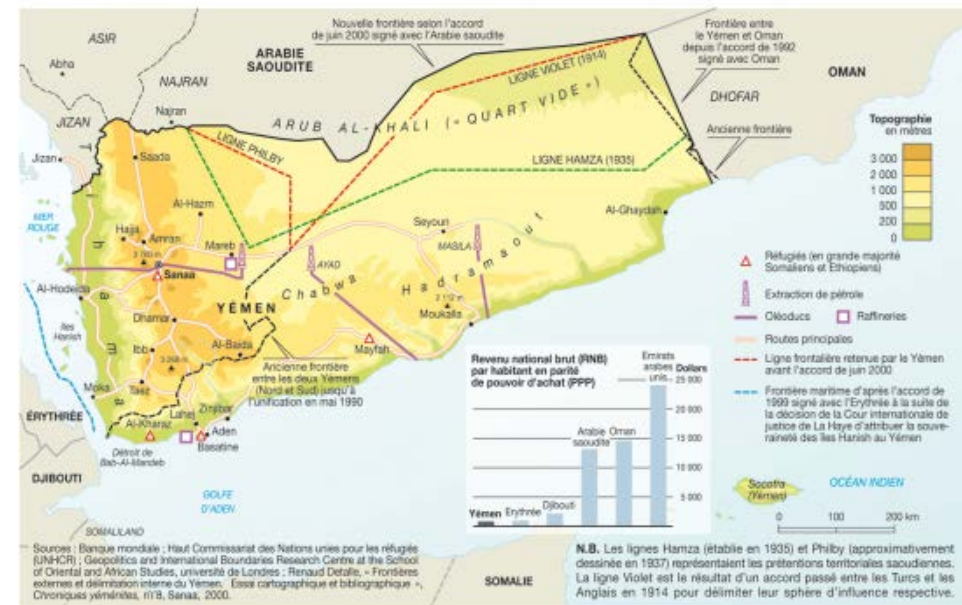 Nouvelle frontière selon l'accord
de juin 2000 signé avec l'Arabie saoudite
Frontière entre
le Yémen et Oman
depuis l'accord de 1992
signé avec Oman
ASIR
Abha
ARABIE
SAOUDITE
OMAN
NAJRAN
Najran
JIZAN
Jizan
DHOFAR
Ancienne frontière
LIGNE VIOLET (1914)
ARUB AL-KHALI (« QUART VIDE »)
LIGNE PHILBY
LIGNE HAMZA (1935)
Topographie
en mètres
3 000
2 000
1 000
500
200
0
Saada
Al-Hazm
Hajja
Amran
Mareb
Sanaa
Seyoun
MASILA
Al-Ghaydah
MER
ROUGE
AYAD
Chabwa
Hadramaout
Tihama
Al-Hodeida
YÉMEN
Moukalla
Iles
Hanish
Dhamar
Ibb
Al-Baida
Mayfah
Moka
Taez
Lahej
Zinjibar
Al-Kharaz
Aden
Basatine
Détroit de
Bab-Al-Mandeb
ÉRYTHRÉE
DJIBOUTI
GOLFE
D'ADEN
SOMALILAND
SOMALIE
Ancienne frontière
entre les deux Yémens
(Nord et Sud) jusqu'à
l'unification en mai 1990
Réfugiés (en grande majorité
Somaliens et Ethiopiens)
Extraction de pétrole
Oléoducs
Raffineries
Routes principales
Ligne frontalière retenue par le Yémen
avant l'accord de juin 2000
Frontière maritime d'après l'accord de
1999 signé avec l'Erythrée à la suite de
la décision de la Cour internationale de
justice de La Haye d'attribuer la souve-
raineté des îles Hanish au Yémen
Revenu national brut (RNB)
par habitant en parité
de pouvoir d'achat (PPP)
Emirats
arabes
unis
Dollars
25 000
20 000
15 000
10 000
5 000
Yémen
Erythrée
Djibouti
Arabie
saoudite
Oman
Socotra
(Yémen)
OCÉAN INDIEN
0 100 200 km
Sources : Banque mondiale ; Haut Commissariat des Nations unies pour les réfugiés
(UNHCR) ; Geopolitics and International Boundaries Research Centre at the School
of Oriental and African Studies, université de Londres ; Renaud Detalle, « Frontières
externes et délimitation interne du Yémen. Essai cartographique et bibliographique »,
Chroniques yéménites, n°8, Sanaa, 2000.
N.B. Les lignes Hamza (établie en 1935) et Philby (approximativement
dessinée en 1937) représentaient les prétentions territoriales saoudiennes.
La ligne Violet est le résultat d'un accord passé entre les Turcs et les
Anglais en 1914 pour délimiter leur sphère d'influence respective.